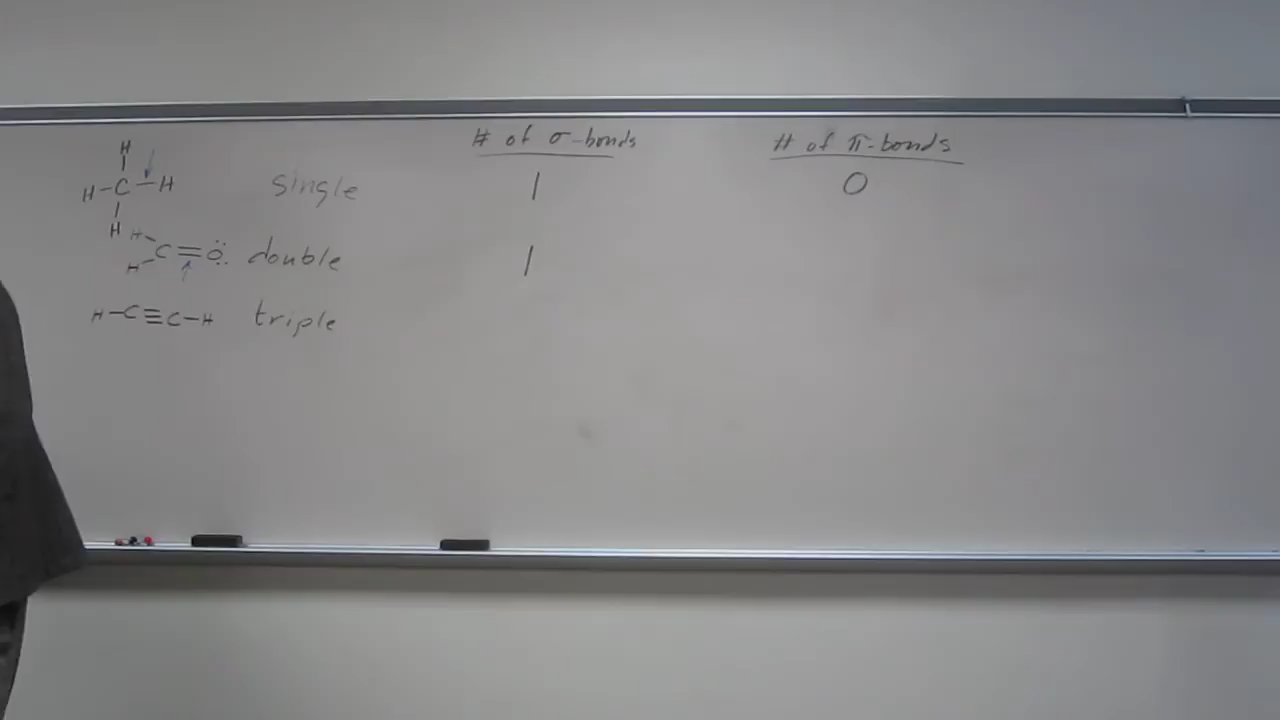 # of σ-bonds # of π-bonds
H
H-C-H single 1 0
H
H
C=Ö: double 1
H
H-C≡C-H triple